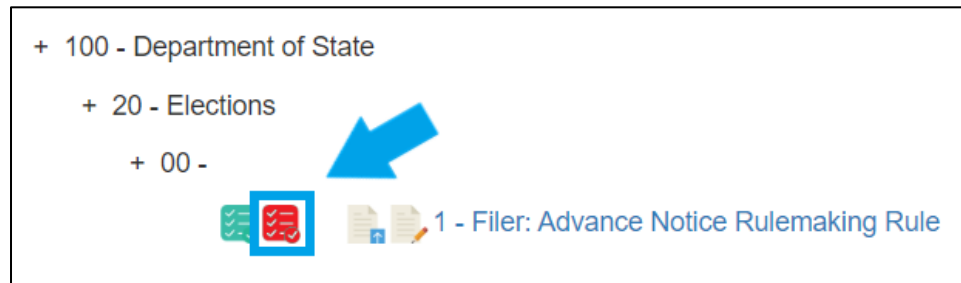 + 100 - Department of State
+ 20 - Elections
+ 00 -
1 - Filer: Advance Notice Rulemaking Rule